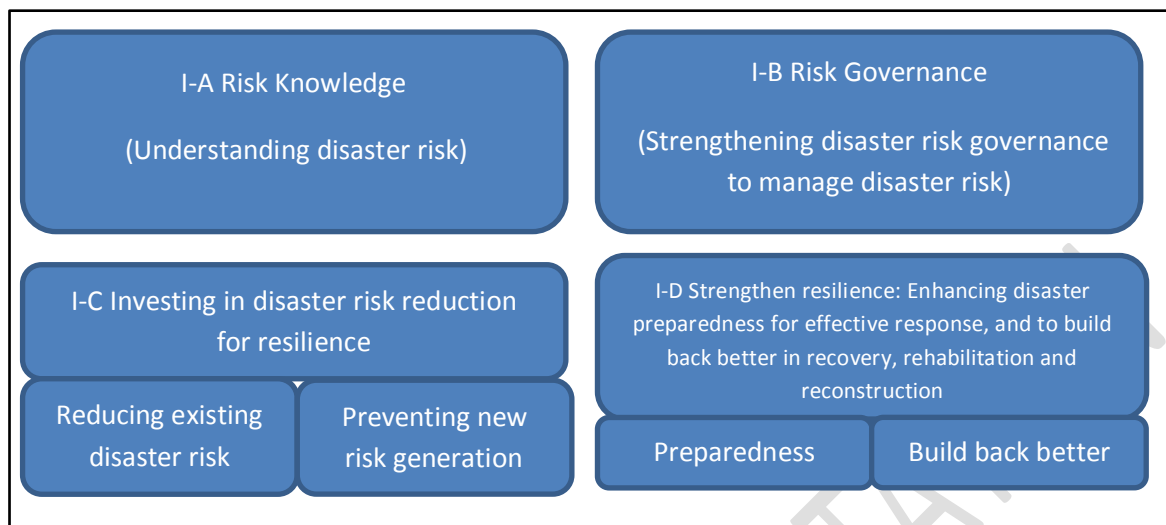 I-A Risk Knowledge
(Understanding disaster risk)
I-B Risk Governance
(Strengthening disaster risk governance
to manage disaster risk)
I-C Investing in disaster risk reduction
for resilience
Reducing existing
disaster risk
Preventing new
risk generation
I-D Strengthen resilience: Enhancing disaster
preparedness for effective response, and to build
back better in recovery, rehabilitation and
reconstruction
Preparedness
Build back better